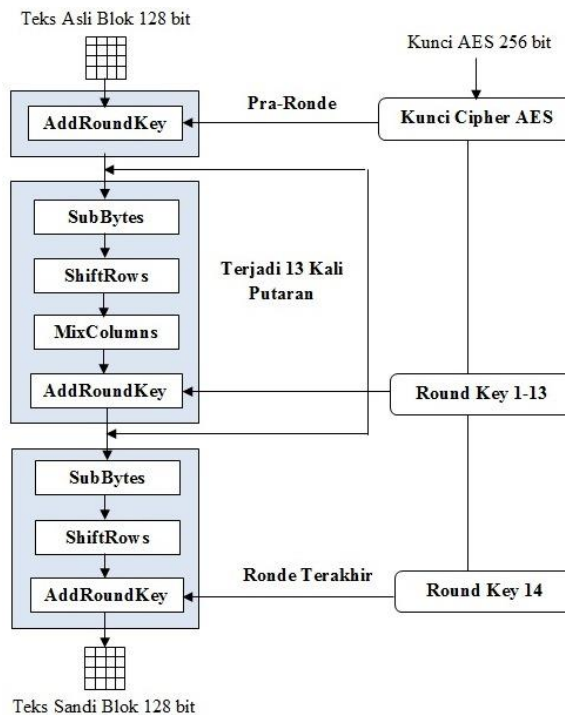 Teks Asli Blok 128 bit
Kunci AES 256 bit
Pra-Ronde
AddRoundKey
Kunci Cipher AES
SubBytes
ShiftRows
Terjadi 13 Kali
Putaran
MixColumns
AddRoundKey
Round Key 1-13
SubBytes
ShiftRows
Ronde Terakhir
AddRoundKey
Round Key 14
Teks Sandi Blok 128 bit